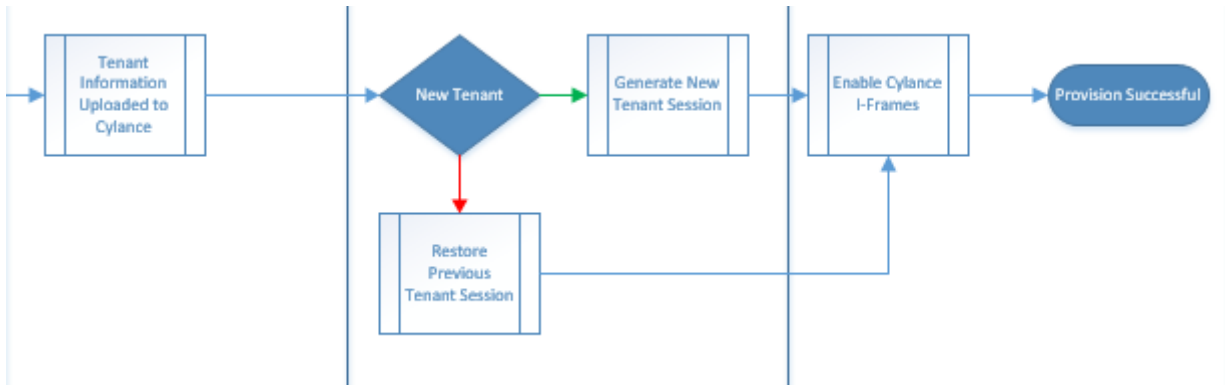 Tenant
Information
Uploaded to
Cylance
New Tenant
Generate New
Tenant Session
Enable Cylance
I-Frames
Provision Successful
Restore
Previous
Tenant Session